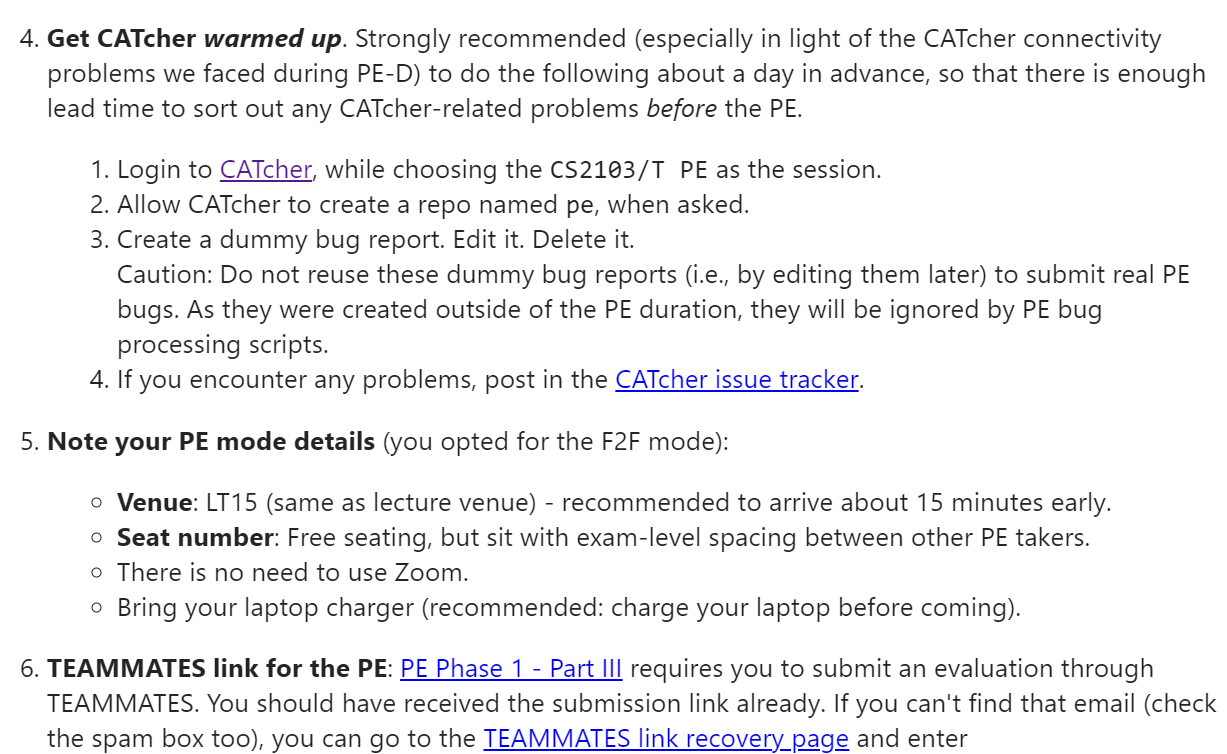 4. Get CATcher warmed up. Strongly recommended (especially in light of the CATcher connectivity
problems we faced during PE-D) to do the following about a day in advance, so that there is enough
lead time to sort out any CATcher-related problems before the PE.
1. Login to CATcher, while choosing the CS2103/T PE as the session.
2. Allow CATcher to create a repo named pe, when asked.
3. Create a dummy bug report. Edit it. Delete it.
Caution: Do not reuse these dummy bug reports (i.e., by editing them later) to submit real PE
bugs. As they were created outside of the PE duration, they will be ignored by PE bug
processing scripts.
4. If you encounter any problems, post in the CATcher issue tracker.
5. Note your PE mode details (you opted for the F2F mode):
◦ Venue: LT15 (same as lecture venue) - recommended to arrive about 15 minutes early.
◦ Seat number: Free seating, but sit with exam-level spacing between other PE takers.
◦ There is no need to use Zoom.
◦ Bring your laptop charger (recommended: charge your laptop before coming).
6. TEAMMATES link for the PE: PE Phase 1 - Part III requires you to submit an evaluation through
TEAMMATES. You should have received the submission link already. If you can't find that email (check
the spam box too), you can go to the TEAMMATES link recovery page and enter